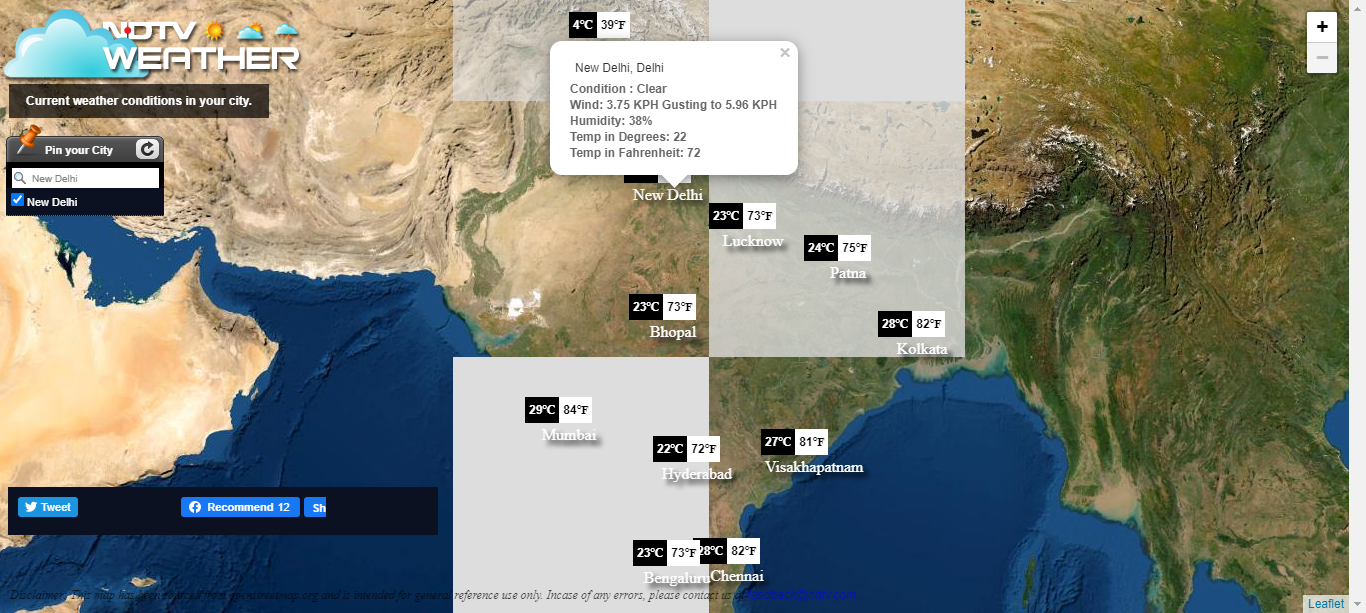 NDTV
WEATHER
Current weather conditions in your city.
Pin your City
New Delhi
New Delhi
4°C 39°F
×
New Delhi, Delhi
Condition : Clear
Wind: 3.75 KPH Gusting to 5.96 KPH
Humidity: 38%
Temp in Degrees: 22
Temp in Fahrenheit: 72
New Delhi
23°C 73°F
Lucknow
24°C 75°F
Patna
23°C 73°F
Bhopal
28°C 82°F
Kolkata
29°C 84°F
Mumbai
22°C 72°F
Hyderabad
27°C 81°F
Visakhapatnam
23°C 73°F
Bengaluru
28°C 82°F
Chennai
+
−
Tweet
Recommend 12
Sh
Disclaimer: This map has been sourced from openstreetmap.org and is intended for general reference use only. Incase of any errors, please contact us at feedback@ndtv.com
Leaflet